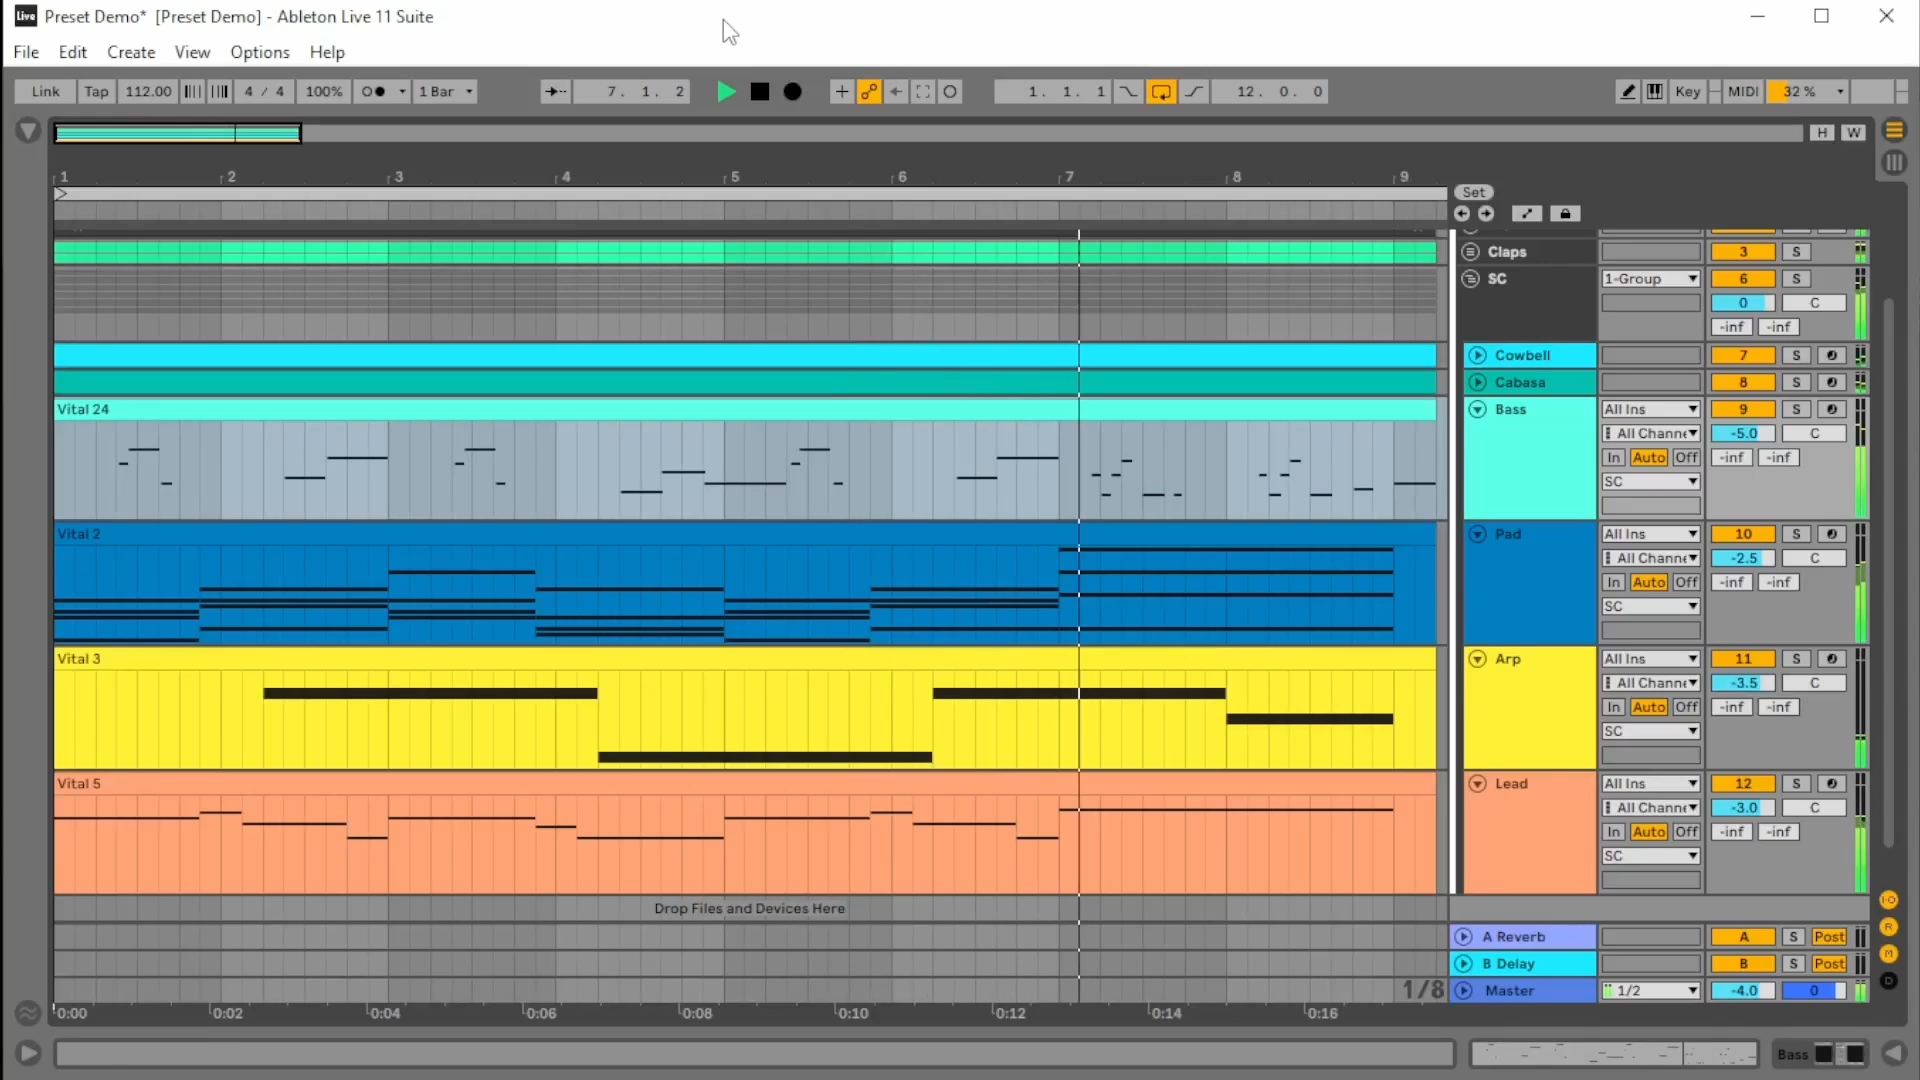 Live Preset Demo* [Preset Demo] - Ableton Live 11 Suite
File Edit Create View Options Help
Link Tap 112.00 4 / 4 100% 1 Bar 7. 1. 2 1. 1. 1 12. 0. 0 Key MIDI 32 %
H W
1 2 3 4 5 6 7 8 9
Set
Claps 3 S
SC 1-Group 6 S
0 C
-inf -inf
Cowbell 7 S
Cabasa 8 S
Vital 24 Bass All Ins 9 S
All Channe -5.0 C
In Auto Off -inf -inf
SC
Vital 2 Pad All Ins 10 S
All Channe -2.5 C
In Auto Off -inf -inf
SC
Vital 3 Arp All Ins 11 S
All Channe -3.5 C
In Auto Off -inf -inf
SC
Vital 5 Lead All Ins 12 S
All Channe -3.0 C
In Auto Off -inf -inf
SC
Drop Files and Devices Here
A Reverb A S Post
B Delay B S Post
1/8 Master 1/2 -4.0 0
I·O
R
M
D
0:00 0:02 0:04 0:06 0:08 0:10 0:12 0:14 0:16
Bass